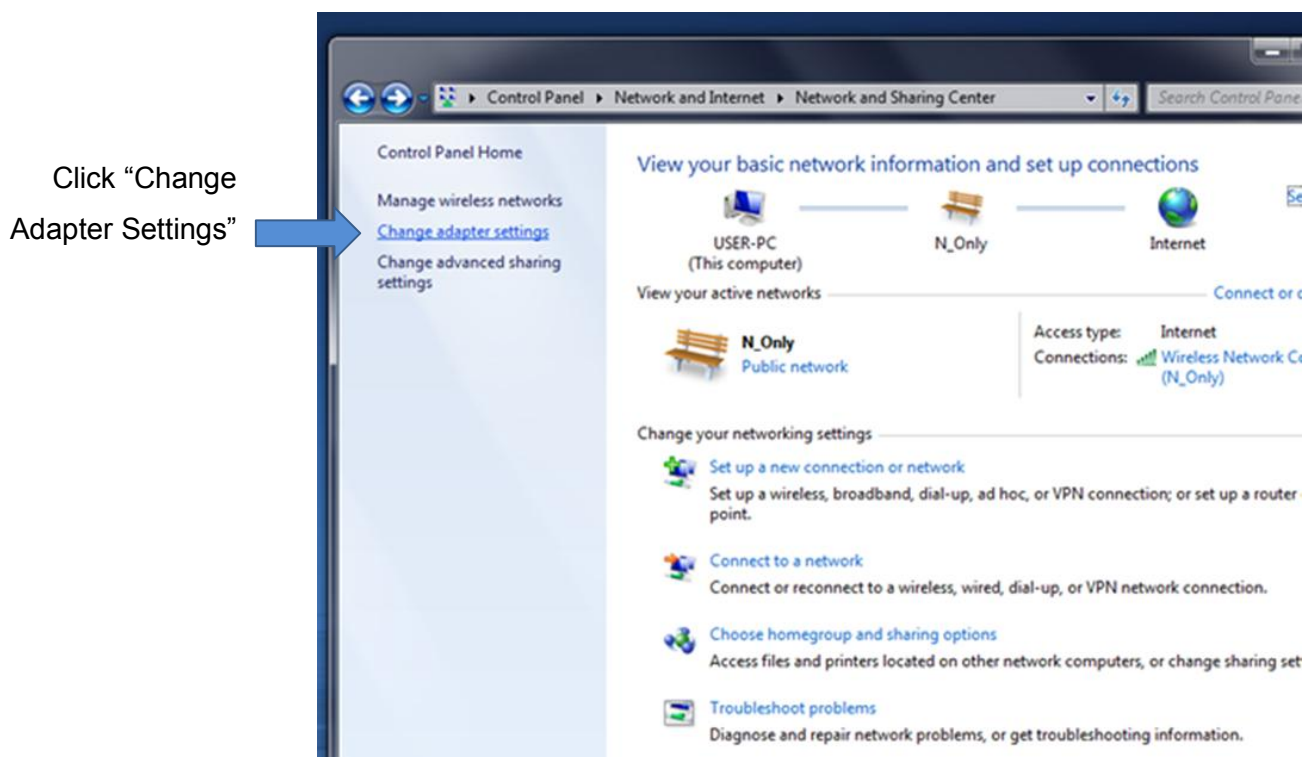 Click “Change
Adapter Settings”
Control Panel
Network and Internet
Network and Sharing Center
Search Control Pane
Control Panel Home
Manage wireless networks
Change adapter settings
Change advanced sharing
settings
View your basic network information and set up connections
USER-PC
(This computer)
N_Only
Internet
Se
View your active networks
Connect or
N_Only
Public network
Access type: Internet
Connections: Wireless Network Co
(N_Only)
Change your networking settings
Set up a new connection or network
Set up a wireless, broadband, dial-up, ad hoc, or VPN connection; or set up a router
point.
Connect to a network
Connect or reconnect to a wireless, wired, dial-up, or VPN network connection.
Choose homegroup and sharing options
Access files and printers located on other network computers, or change sharing set
Troubleshoot problems
Diagnose and repair network problems, or get troubleshooting information.